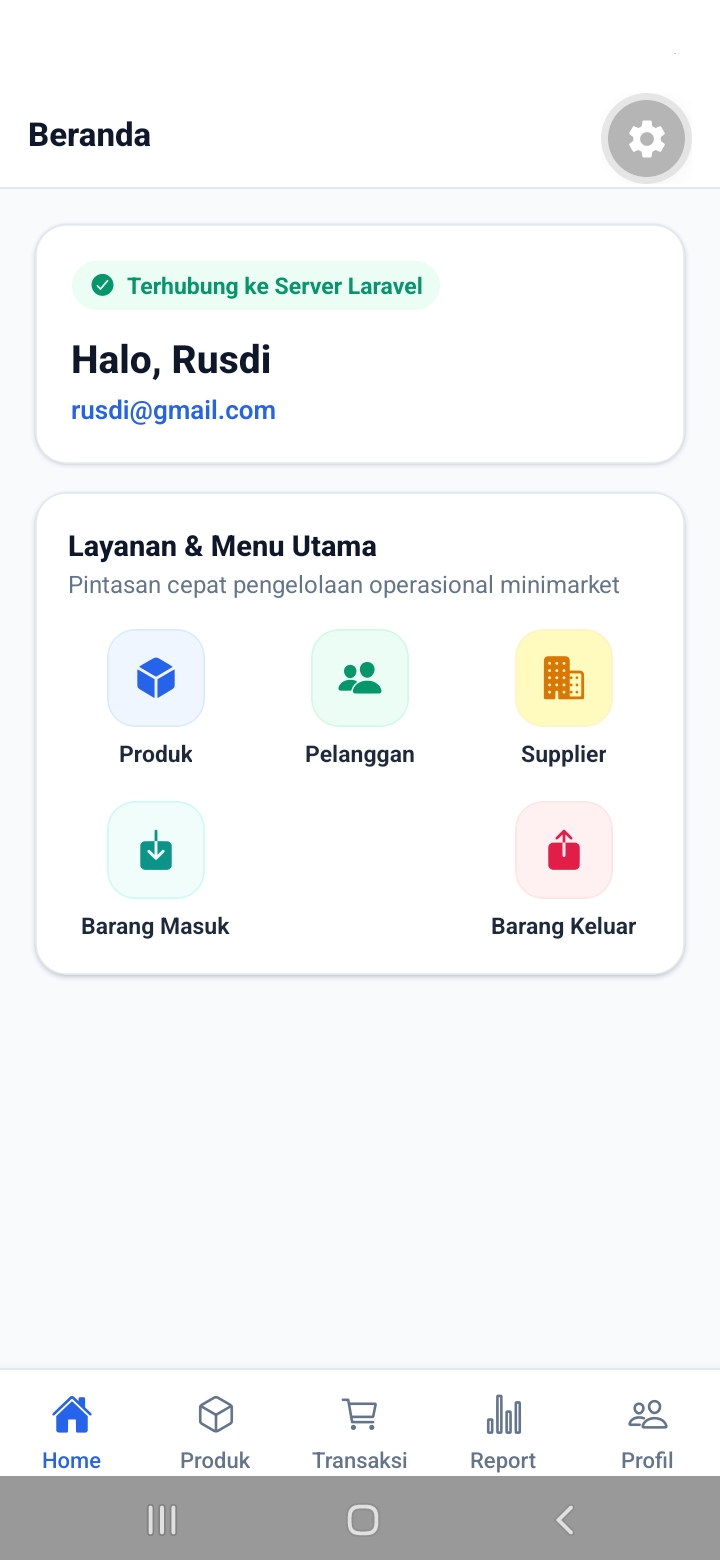 Beranda
Terhubung ke Server Laravel
Halo, Rusdi
rusdi@gmail.com
Layanan & Menu Utama
Pintasan cepat pengelolaan operasional minimarket
Produk
Pelanggan
Supplier
Barang Masuk
Barang Keluar
Home
Produk
Transaksi
Report
Profil